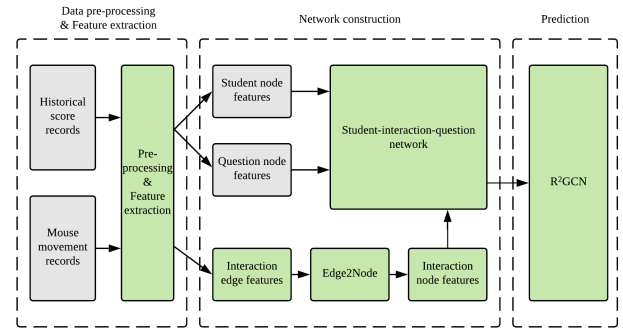 Data pre-processing
& Feature extraction
Network construction
Prediction
Historical
score
records
Mouse
movement
records
Pre-
processing
&
Feature
extraction
Student node
features
Question node
features
Interaction
edge features
Edge2Node
Interaction
node features
Student-interaction-question
network
R²GCN